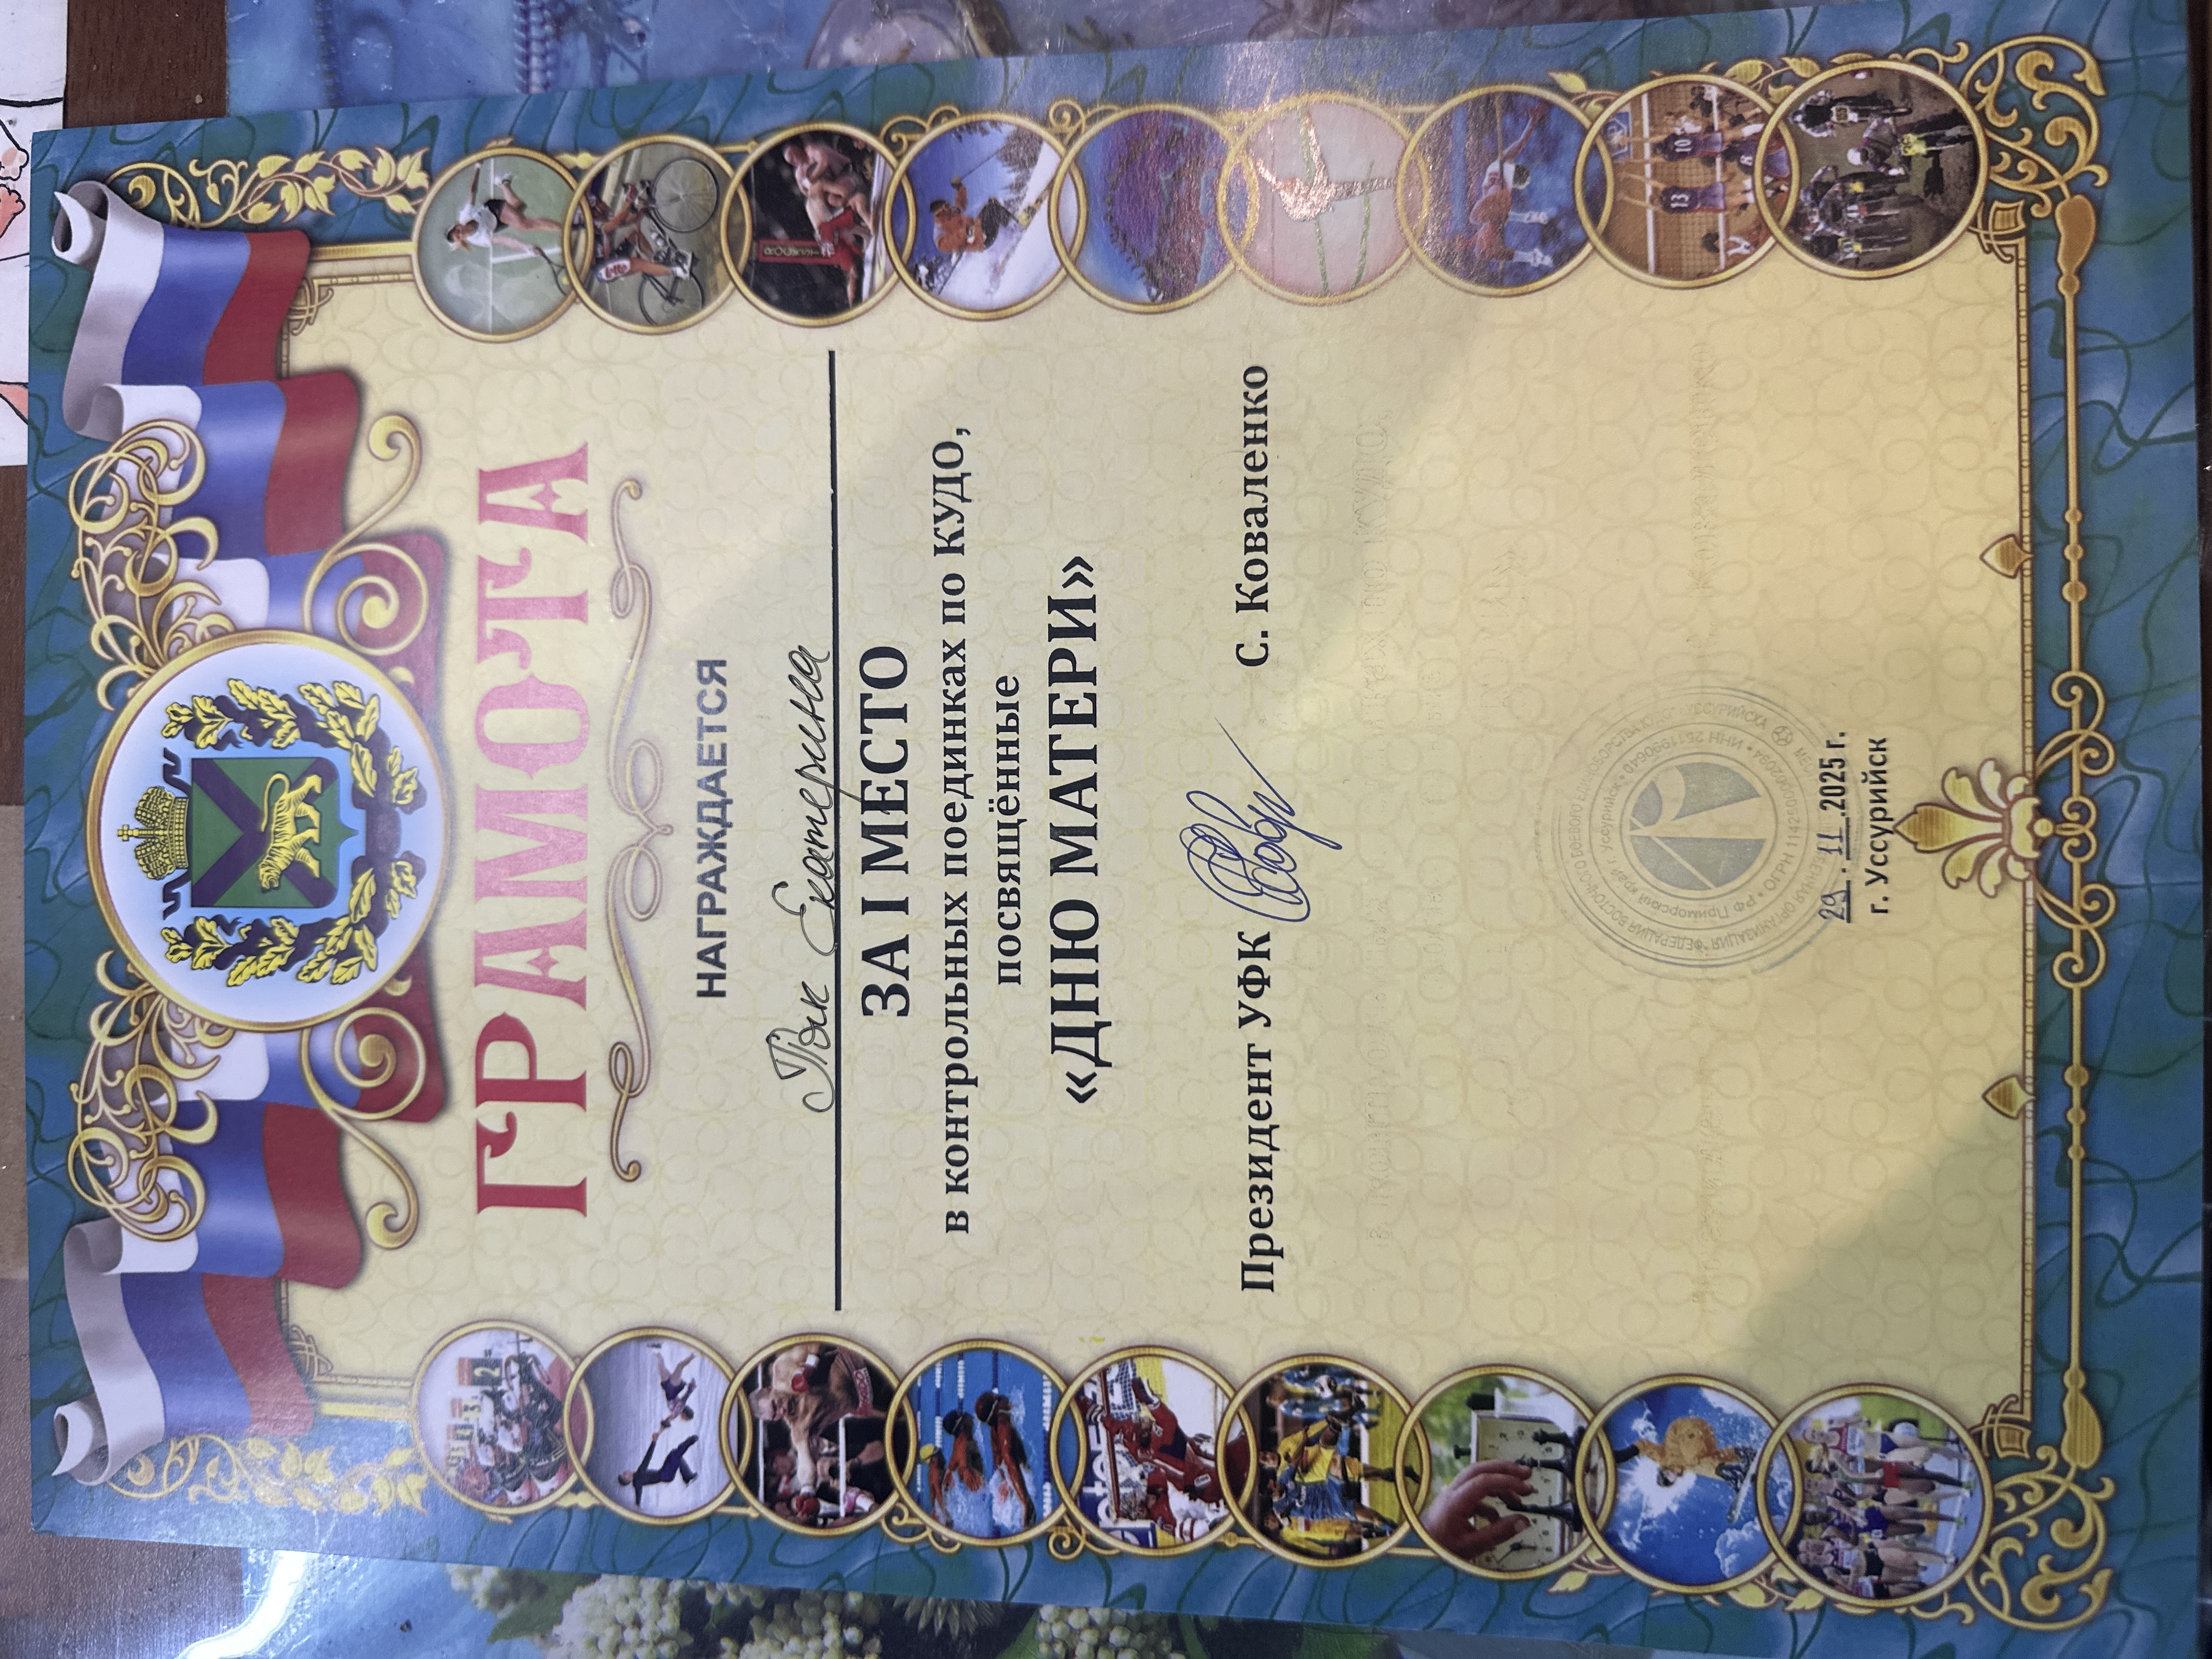 ГРАМОТА
НАГРАЖДАЕТСЯ
Пак Екатерина
ЗА I МЕСТО
в контрольных поединках по КУДО,
посвящённые
«ДНЮ МАТЕРИ»
Президент УФК С. Коваленко
29.11.2025 г.
г. Уссурийск